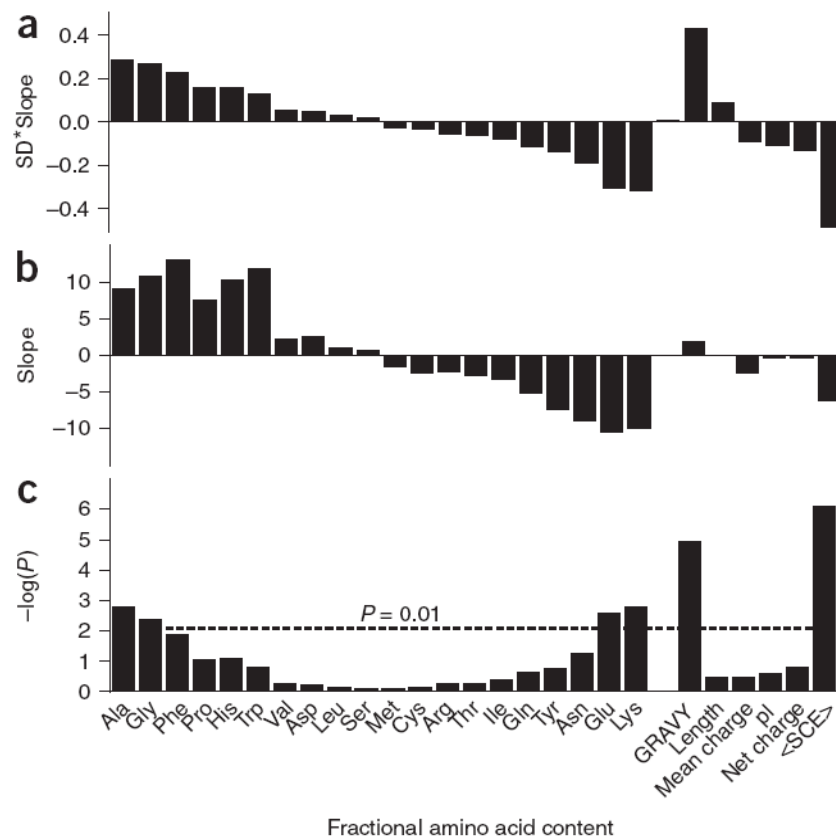 a
SD*Slope
0.4
0.2
0.0
–0.2
–0.4
b
Slope
10
5
0
–5
–10
c
–log(P)
6
5
4
3
2
1
0
P = 0.01
Ala
Gly
Phe
Pro
His
Trp
Val
Asp
Leu
Ser
Met
Cys
Arg
Thr
Ile
Gln
Tyr
Asn
Glu
Lys
GRAVY
Length
Mean charge
pI
Net charge
<SCE>
Fractional amino acid content